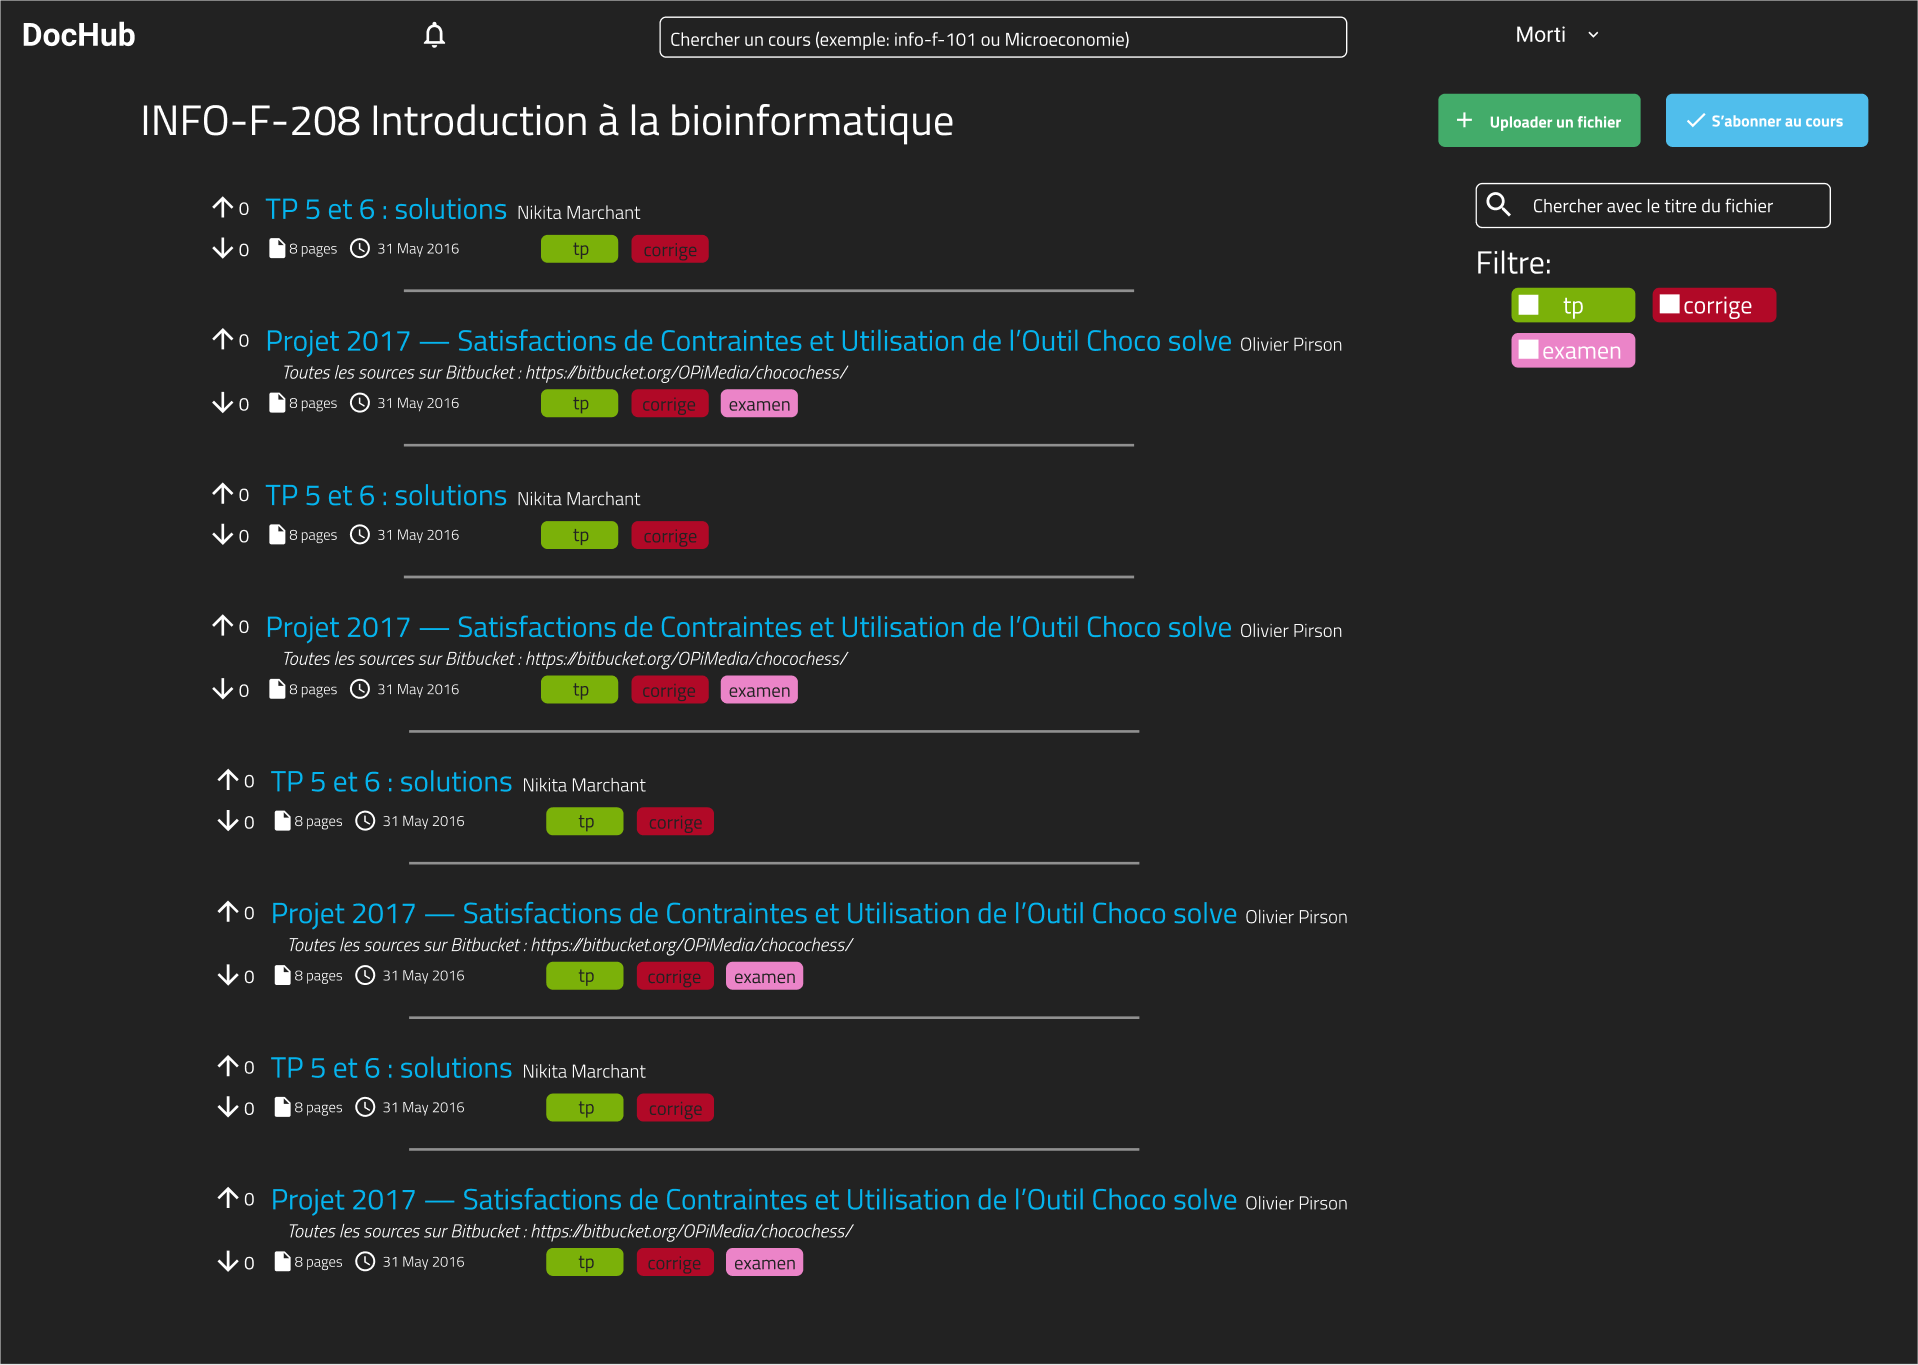 DocHub
Chercher un cours (exemple: info-f-101 ou Microeconomie)
Morti
INFO-F-208 Introduction à la bioinformatique
Uploader un fichier
S'abonner au cours
Chercher avec le titre du fichier
Filtre:
tp corrige
examen
0 TP 5 et 6 : solutions Nikita Marchant
0 8 pages 31 May 2016 tp corrige
0 Projet 2017 — Satisfactions de Contraintes et Utilisation de l'Outil Choco solve Olivier Pirson
Toutes les sources sur Bitbucket : https://bitbucket.org/OPiMedia/chocochess/
0 8 pages 31 May 2016 tp corrige examen
0 TP 5 et 6 : solutions Nikita Marchant
0 8 pages 31 May 2016 tp corrige
0 Projet 2017 — Satisfactions de Contraintes et Utilisation de l'Outil Choco solve Olivier Pirson
Toutes les sources sur Bitbucket : https://bitbucket.org/OPiMedia/chocochess/
0 8 pages 31 May 2016 tp corrige examen
0 TP 5 et 6 : solutions Nikita Marchant
0 8 pages 31 May 2016 tp corrige
0 Projet 2017 — Satisfactions de Contraintes et Utilisation de l'Outil Choco solve Olivier Pirson
Toutes les sources sur Bitbucket : https://bitbucket.org/OPiMedia/chocochess/
0 8 pages 31 May 2016 tp corrige examen
0 TP 5 et 6 : solutions Nikita Marchant
0 8 pages 31 May 2016 tp corrige
0 Projet 2017 — Satisfactions de Contraintes et Utilisation de l'Outil Choco solve Olivier Pirson
Toutes les sources sur Bitbucket : https://bitbucket.org/OPiMedia/chocochess/
0 8 pages 31 May 2016 tp corrige examen